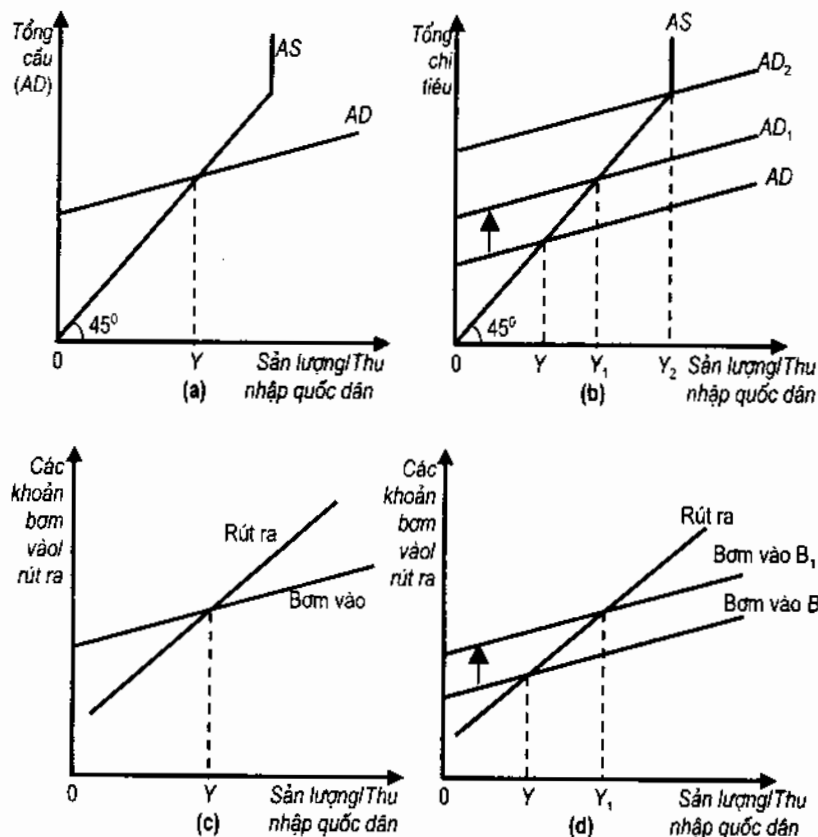 Tổng
cầu
(AD)
AS
AD
45⁰
0
Y
Sản lượng/Thu
nhập quốc dân
(a)
Tổng
chi
tiêu
AS
AD₂
AD₁
AD
45⁰
0
Y
Y₁
Y₂
Sản lượng/Thu
nhập quốc dân
(b)
Các
khoản
bơm
vào/
rút ra
Rút ra
Bơm vào
0
Y
Sản lượng/Thu
nhập quốc dân
(c)
Các
khoản
bơm
vào/
rút ra
Rút ra
Bơm vào B₁
Bơm vào B
0
Y
Y₁
Sản lượng/Thu
nhập quốc dân
(d)